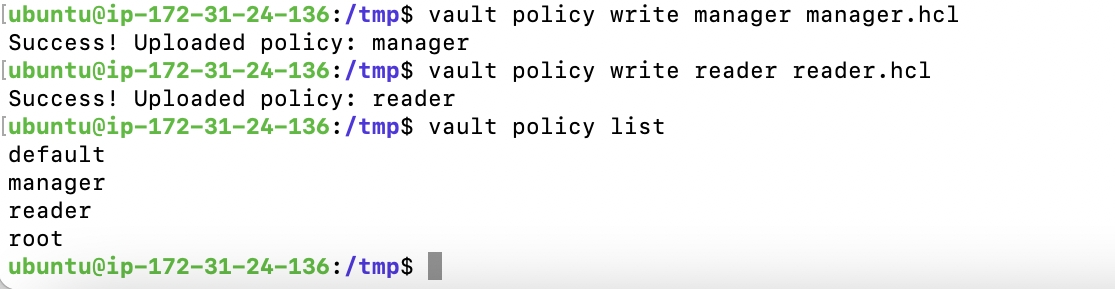 [ubuntu@ip-172-31-24-136:/tmp$ vault policy write manager manager.hcl
Success! Uploaded policy: manager
[ubuntu@ip-172-31-24-136:/tmp$ vault policy write reader reader.hcl
Success! Uploaded policy: reader
[ubuntu@ip-172-31-24-136:/tmp$ vault policy list
default
manager
reader
root
ubuntu@ip-172-31-24-136:/tmp$